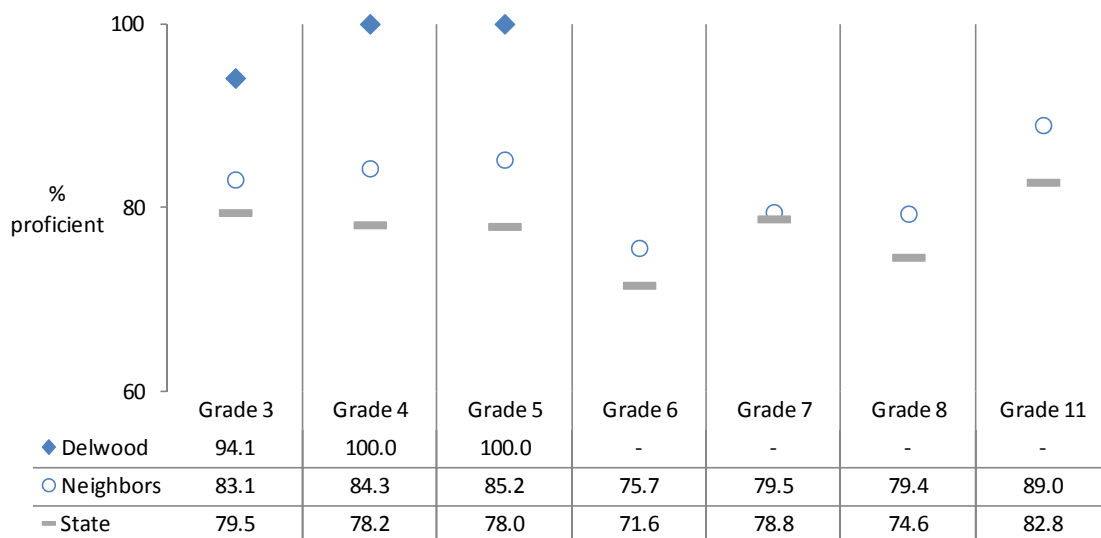 100
80
60
%
proficient
Grade 3 Grade 4 Grade 5 Grade 6 Grade 7 Grade 8 Grade 11
Delwood 94.1 100.0 100.0 - - - -
Neighbors 83.1 84.3 85.2 75.7 79.5 79.4 89.0
State 79.5 78.2 78.0 71.6 78.8 74.6 82.8